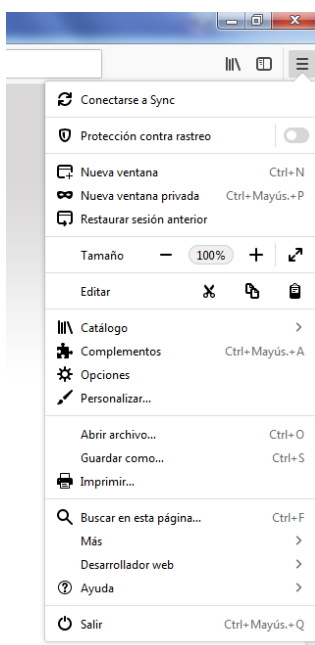 Conectarse a Sync
Protección contra rastreo
Nueva ventana Ctrl+N
Nueva ventana privada Ctrl+Mayús.+P
Restaurar sesión anterior
Tamaño 100%
Editar
Catálogo
Complementos Ctrl+Mayús.+A
Opciones
Personalizar...
Abrir archivo... Ctrl+O
Guardar como... Ctrl+S
Imprimir...
Buscar en esta página... Ctrl+F
Más
Desarrollador web
Ayuda
Salir Ctrl+Mayús.+Q